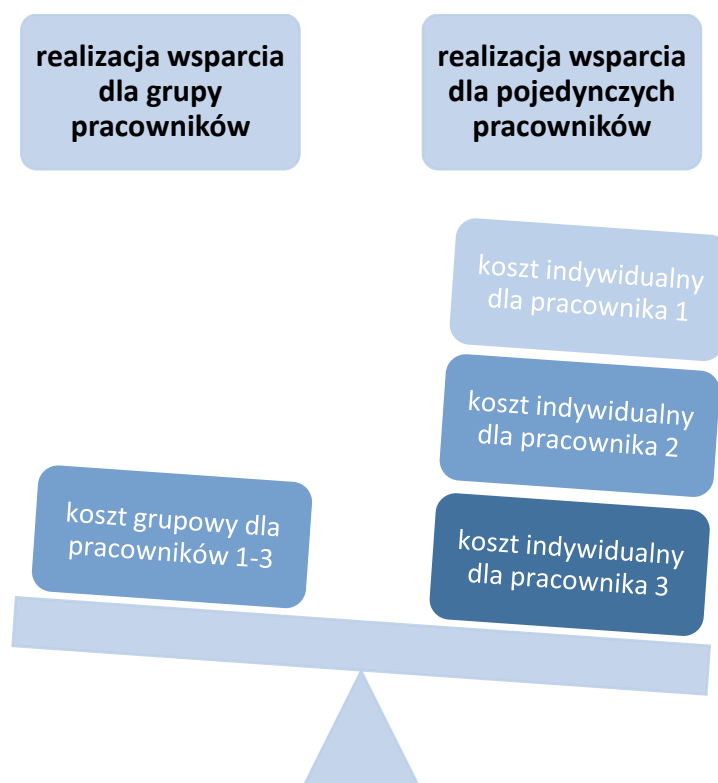 realizacja wsparcia
dla grupy
pracowników
realizacja wsparcia
dla pojedynczych
pracowników
koszt indywidualny
dla pracownika 1
koszt indywidualny
dla pracownika 2
koszt grupowy dla
pracowników 1-3
koszt indywidualny
dla pracownika 3